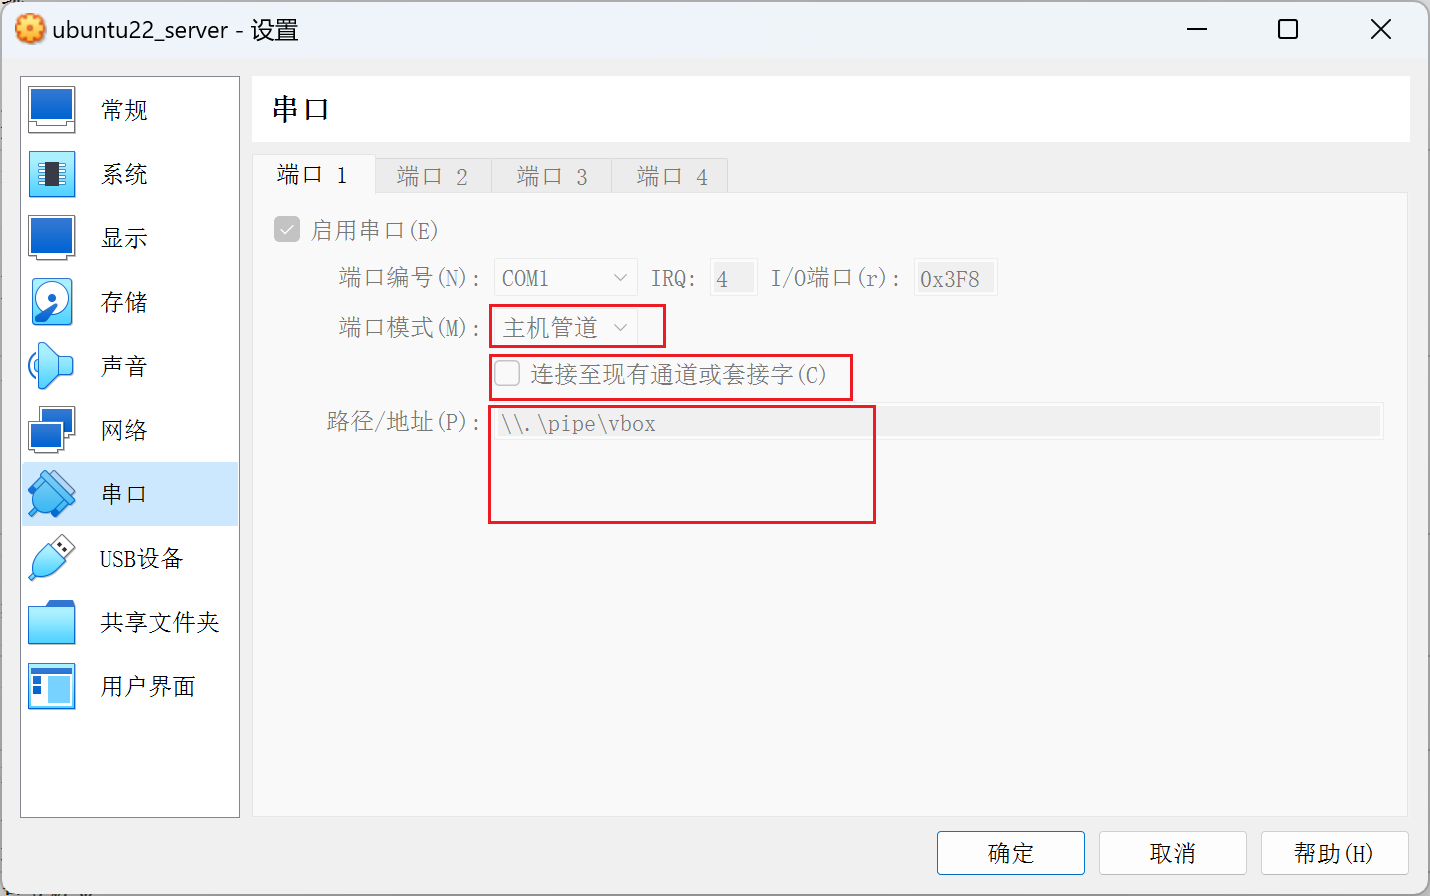 ubuntu22_server - 设置
常规
系统
显示
存储
声音
网络
串口
USB设备
共享文件夹
用户界面
串口
端口 1 端口 2 端口 3 端口 4
启用串口(E)
端口编号(N): COM1 IRQ: 4 I/O端口(r): 0x3F8
端口模式(M): 主机管道
连接至现有通道或套接字(C)
路径/地址(P): \\.\pipe\vbox
确定 取消 帮助(H)